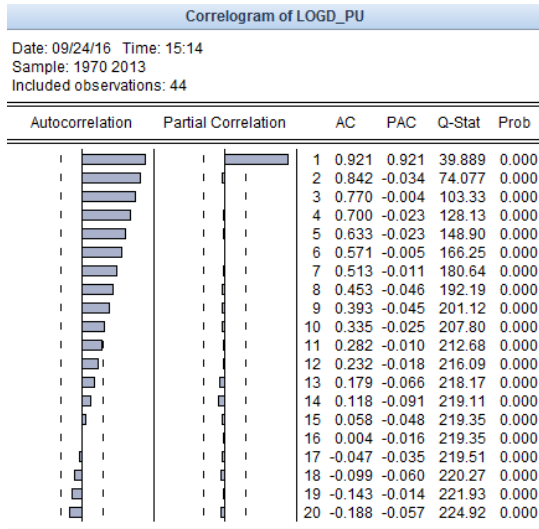 Correlogram of LOGD_PU
Date: 09/24/16 Time: 15:14
Sample: 1970 2013
Included observations: 44
Autocorrelation Partial Correlation AC PAC Q-Stat Prob
1 0.921 0.921 39.889 0.000
2 0.842 -0.034 74.077 0.000
3 0.770 -0.004 103.33 0.000
4 0.700 -0.023 128.13 0.000
5 0.633 -0.023 148.90 0.000
6 0.571 -0.005 166.25 0.000
7 0.513 -0.011 180.64 0.000
8 0.453 -0.046 192.19 0.000
9 0.393 -0.045 201.12 0.000
10 0.335 -0.025 207.80 0.000
11 0.282 -0.010 212.68 0.000
12 0.232 -0.018 216.09 0.000
13 0.179 -0.066 218.17 0.000
14 0.118 -0.091 219.11 0.000
15 0.058 -0.048 219.35 0.000
16 0.004 -0.016 219.35 0.000
17 -0.047 -0.035 219.51 0.000
18 -0.099 -0.060 220.27 0.000
19 -0.143 -0.014 221.93 0.000
20 -0.188 -0.057 224.92 0.000